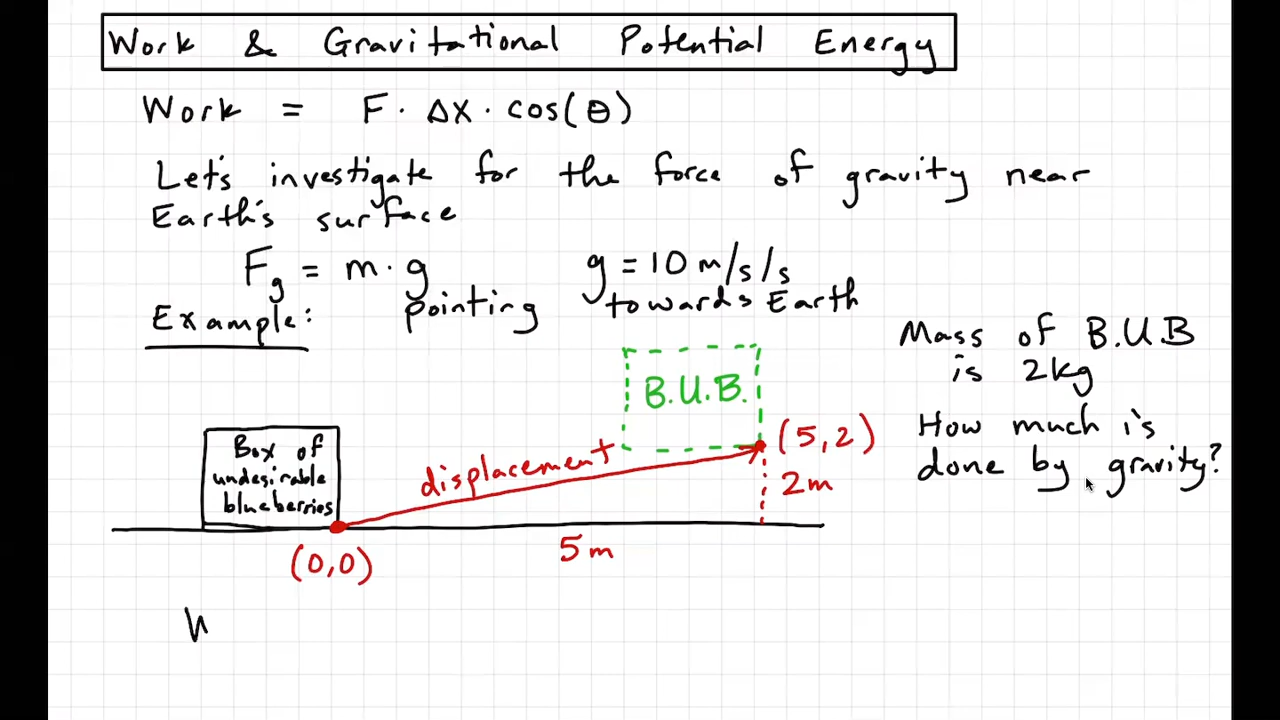 Work & Gravitational Potential Energy
Work = F · Δx · cos(θ)
Let's investigate for the force of gravity near
Earth's surface
Fg = m · g g = 10 m/s/s
pointing towards Earth
Example:
Mass of B.U.B
is 2kg
How much is
done by gravity?
B.U.B.
Box of
undesirable
blueberries
displacement
(5,2)
2m
5m
(0,0)
W